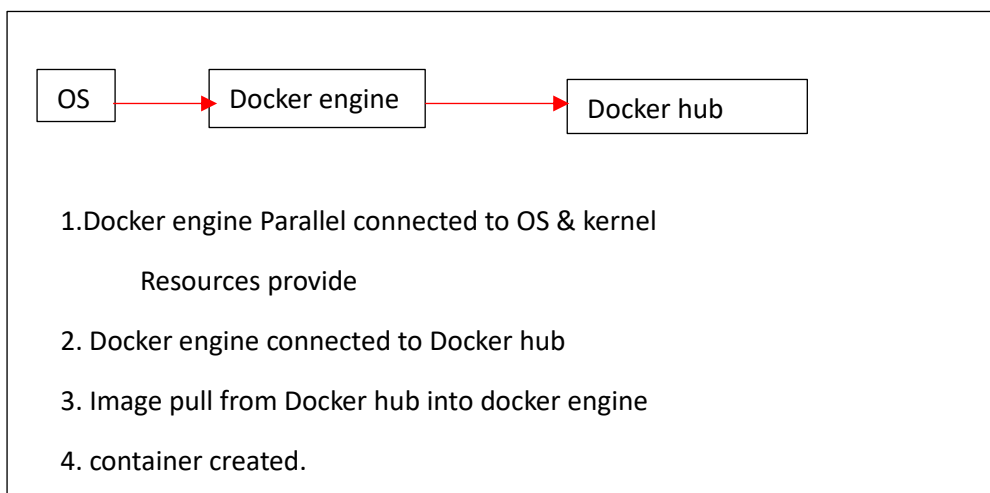 OS
Docker engine
Docker hub
1.Docker engine Parallel connected to OS & kernel
Resources provide
2. Docker engine connected to Docker hub
3. Image pull from Docker hub into docker engine
4. container created.